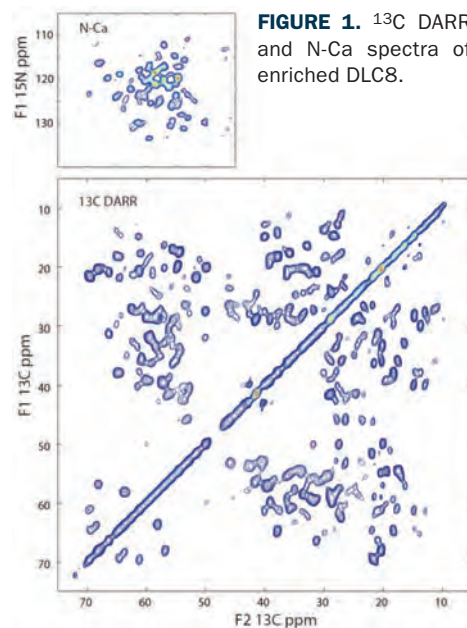 FIGURE 1. ¹³C DARR
and N-Ca spectra of
enriched DLC8.
N-Ca
F1 15N ppm
110
120
130
13C DARR
F1 13C ppm
10
20
30
40
50
60
70
70 60 50 40 30 20 10
F2 13C ppm